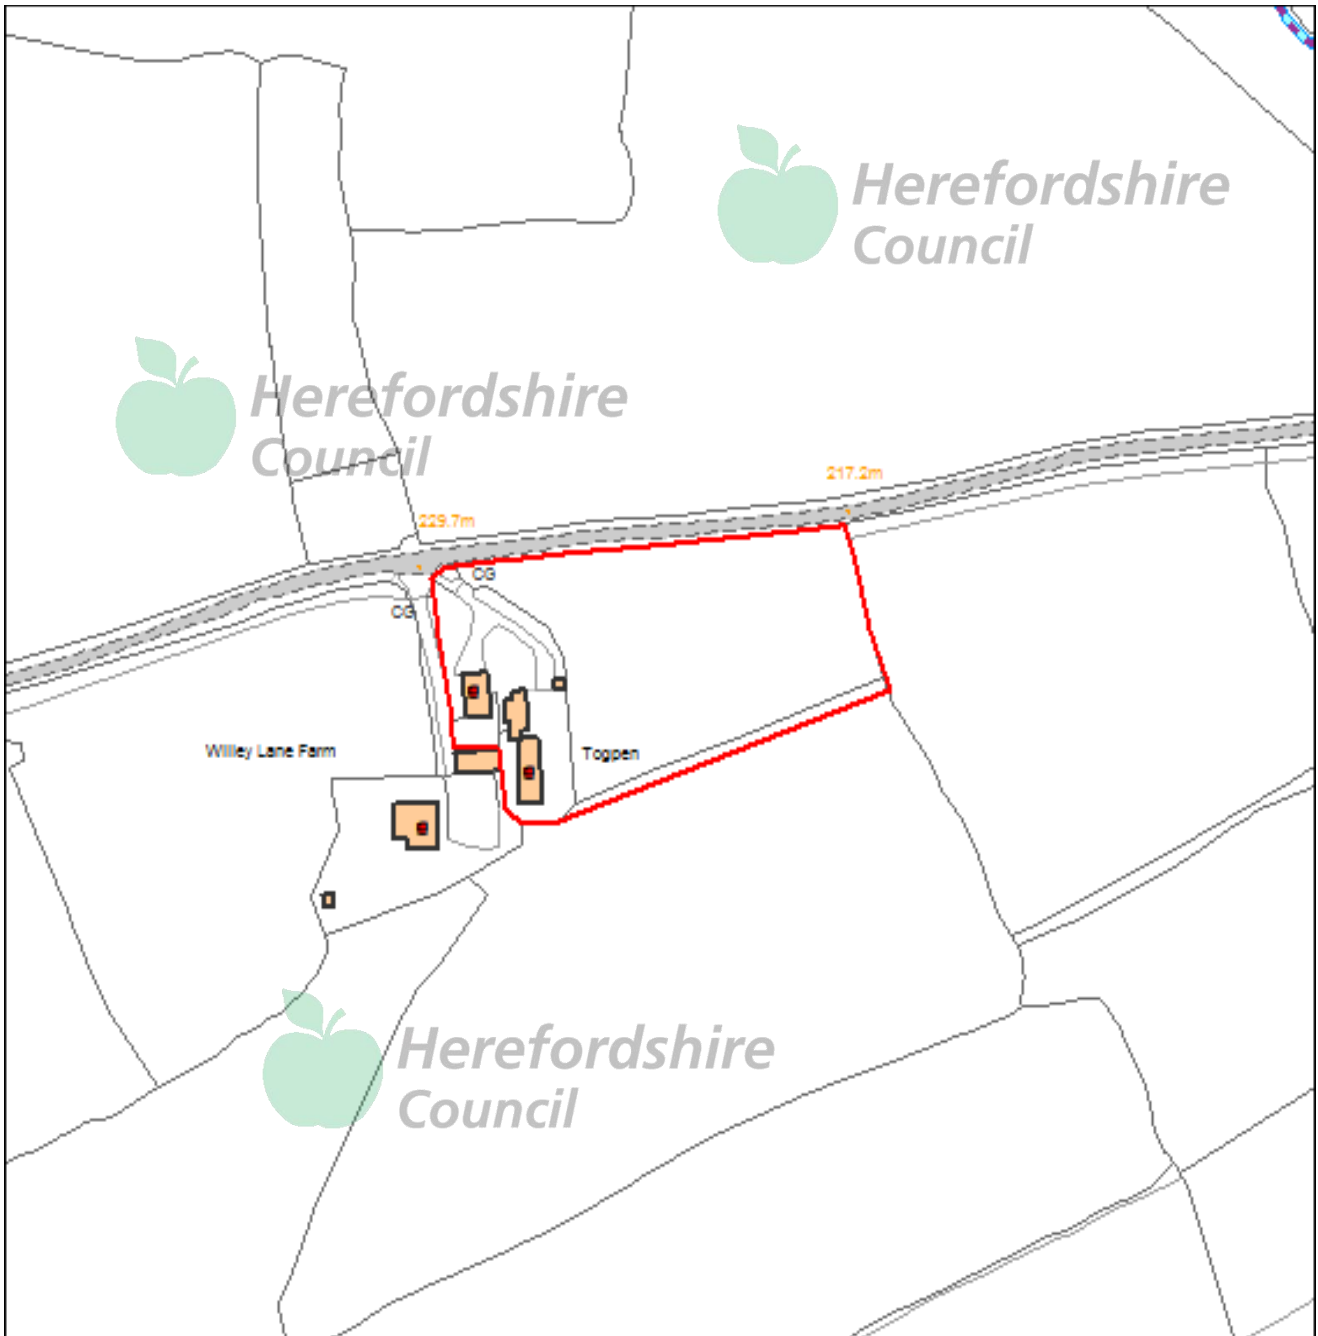 Herefordshire
Council
Herefordshire
Council
217.2m
229.7m
CG
CG
Willey Lane Farm
Togpen
Herefordshire
Council